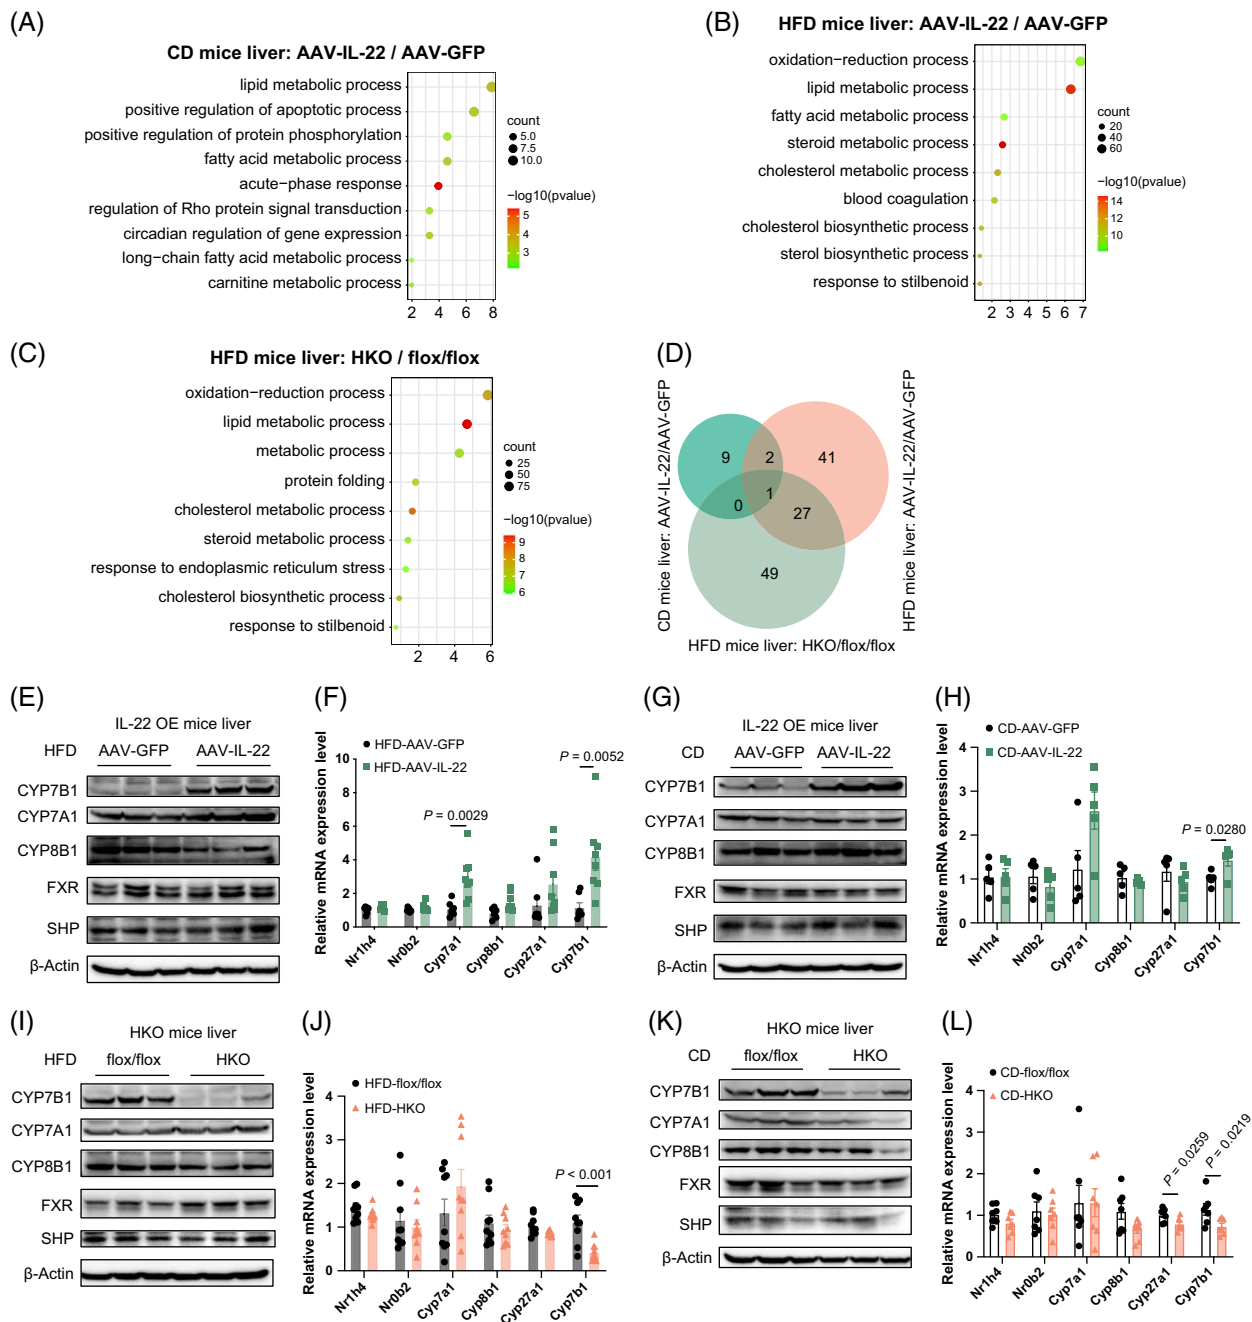 (A)
CD mice liver: AAV-IL-22 / AAV-GFP
lipid metabolic process
positive regulation of apoptotic process
positive regulation of protein phosphorylation
fatty acid metabolic process
acute−phase response
regulation of Rho protein signal transduction
circadian regulation of gene expression
long−chain fatty acid metabolic process
carnitine metabolic process
2 4 6 8
count
5.0
7.5
10.0
−log10(pvalue)
5
4
3
(B)
HFD mice liver: AAV-IL-22 / AAV-GFP
oxidation−reduction process
lipid metabolic process
fatty acid metabolic process
steroid metabolic process
cholesterol metabolic process
blood coagulation
cholesterol biosynthetic process
sterol biosynthetic process
response to stilbenoid
2 3 4 5 6 7
count
20
40
60
−log10(pvalue)
14
12
10
(C)
HFD mice liver: HKO / flox/flox
oxidation−reduction process
lipid metabolic process
metabolic process
protein folding
cholesterol metabolic process
steroid metabolic process
response to endoplasmic reticulum stress
cholesterol biosynthetic process
response to stilbenoid
2 4 6
count
25
50
75
−log10(pvalue)
9
8
7
6
(D)
CD mice liver: AAV-IL-22/AAV-GFP
HFD mice liver: AAV-IL-22/AAV-GFP
9 2 41
1
0 27
49
HFD mice liver: HKO/flox/flox
(E)
IL-22 OE mice liver
HFD AAV-GFP AAV-IL-22
CYP7B1
CYP7A1
CYP8B1
FXR
SHP
β-Actin
(F)
Relative mRNA expression level
HFD-AAV-GFP
HFD-AAV-IL-22
P = 0.0029
P = 0.0052
10
8
6
4
2
0
Nr1h4 Nr0b2 Cyp7a1 Cyp8b1 Cyp27a1 Cyp7b1
(G)
IL-22 OE mice liver
CD AAV-GFP AAV-IL-22
CYP7B1
CYP7A1
CYP8B1
FXR
SHP
β-Actin
(H)
Relative mRNA expression level
CD-AAV-GFP
CD-AAV-IL-22
P = 0.0280
4
3
2
1
0
Nr1h4 Nr0b2 Cyp7a1 Cyp8b1 Cyp27a1 Cyp7b1
(I)
HKO mice liver
HFD flox/flox HKO
CYP7B1
CYP7A1
CYP8B1
FXR
SHP
β-Actin
(J)
Relative mRNA expression level
HFD-flox/flox
HFD-HKO
P < 0.001
4
3
2
1
0
Nr1h4 Nr0b2 Cyp7a1 Cyp8b1 Cyp27a1 Cyp7b1
(K)
HKO mice liver
CD flox/flox HKO
CYP7B1
CYP7A1
CYP8B1
FXR
SHP
β-Actin
(L)
Relative mRNA expression level
CD-flox/flox
CD-HKO
P = 0.0259
P = 0.0219
4
3
2
1
0
Nr1h4 Nr0b2 Cyp7a1 Cyp8b1 Cyp27a1 Cyp7b1